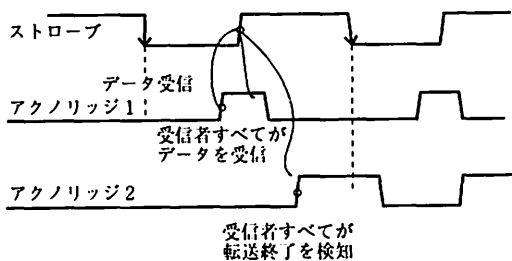 ストローブ
データ受信
アクノリッジ1
受信者すべてが
データを受信
アクノリッジ2
受信者すべてが
転送終了を検知